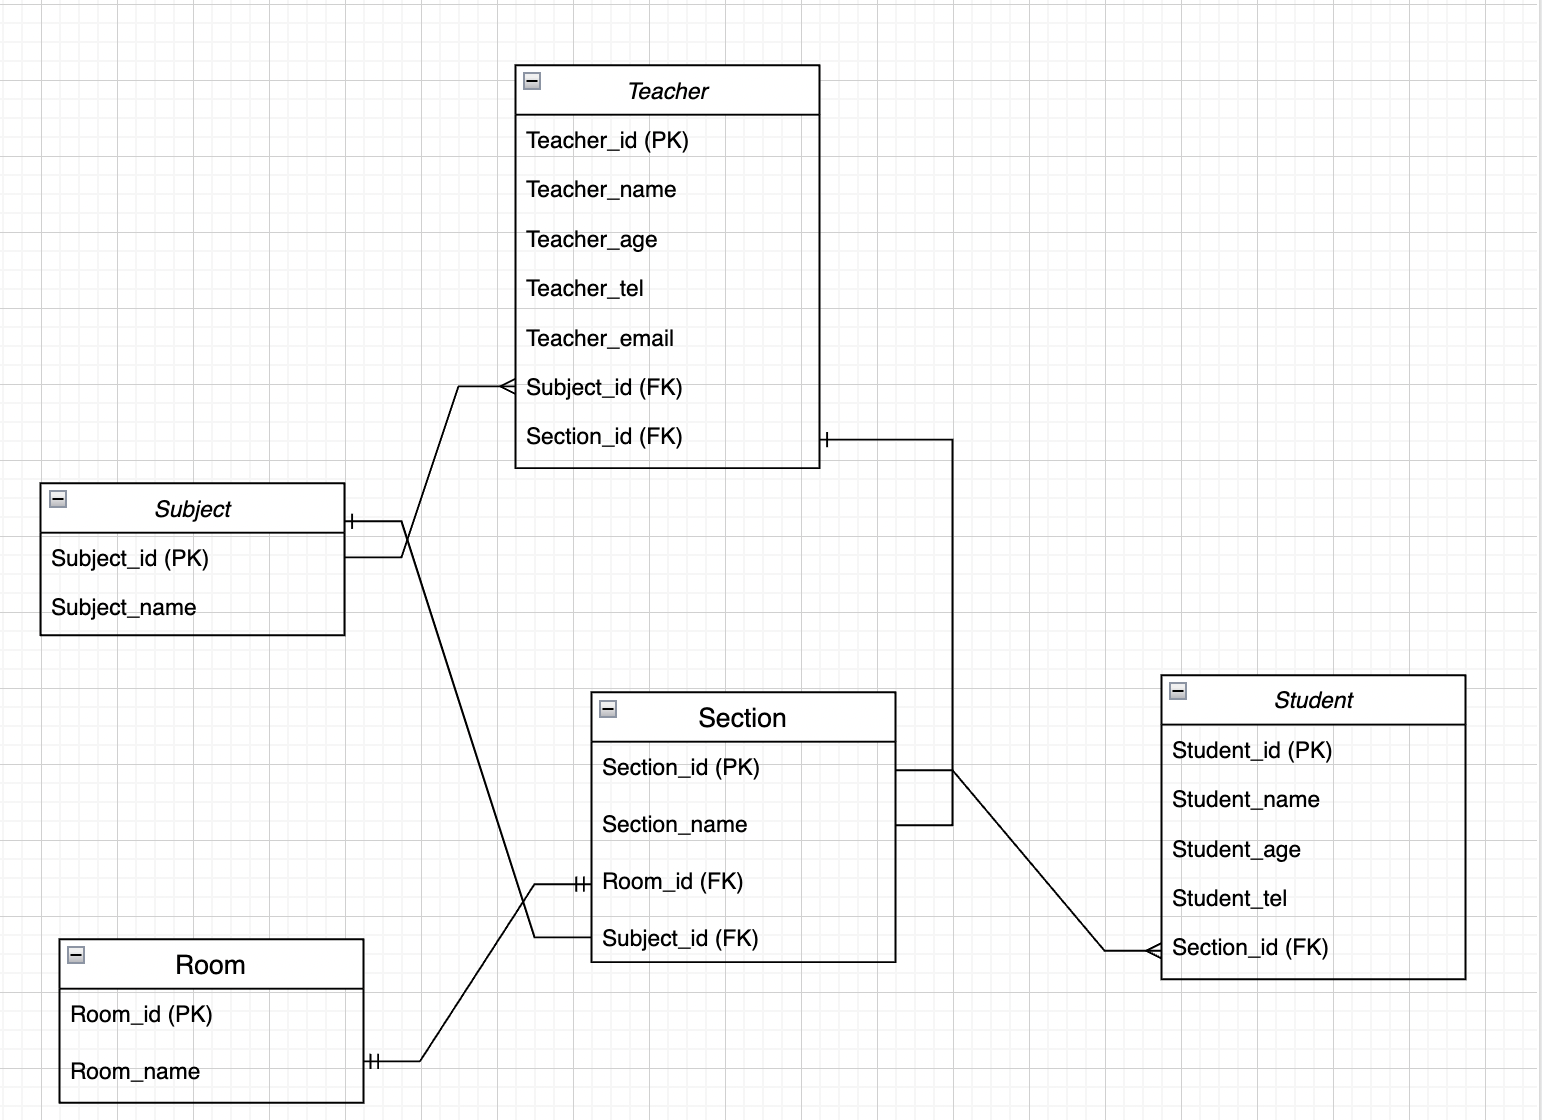 Teacher
Teacher_id (PK)
Teacher_name
Teacher_age
Teacher_tel
Teacher_email
Subject_id (FK)
Section_id (FK)
Subject
Subject_id (PK)
Subject_name
Section
Section_id (PK)
Section_name
Room_id (FK)
Subject_id (FK)
Student
Student_id (PK)
Student_name
Student_age
Student_tel
Section_id (FK)
Room
Room_id (PK)
Room_name